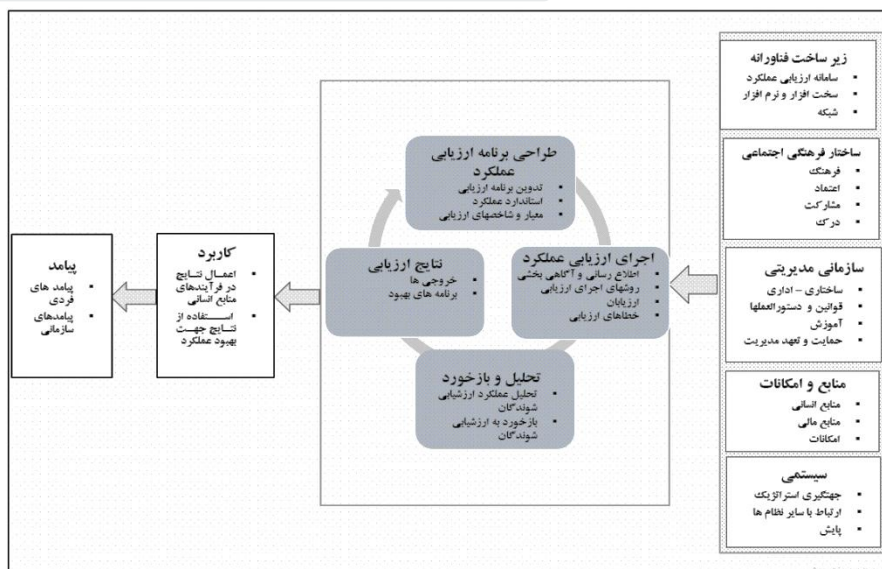 زیر ساخت فناورانه
سامانه ارزیابی عملکرد
سخت افزار و نرم افزار
شبکه
ساختار فرهنگی اجتماعی
فرهنگ
اعتماد
مشارکت
درک
سازمانی مدیریتی
ساختاری - اداری
قوانین و دستورالعملها
آموزش
حمایت و تعهد مدیریت
منابع و امکانات
منابع انسانی
منابع مالی
امکانات
سیستمی
جهتگیری استراتژیک
ارتباط با سایر نظام ها
پایش
طراحی برنامه ارزیابی
عملکرد
تدوین برنامه ارزیابی
استاندارد عملکرد
معیار و شاخصهای ارزیابی
اجرای ارزیابی عملکرد
اطلاع رسانی و آگاهی بخشی
روشهای اجرای ارزیابی
ارزیابان
خطاهای ارزیابی
تحلیل و بازخورد
تحلیل عملکرد ارزشیابی
شوندگان
بازخورد به ارزشیابی
شوندگان
نتایج ارزیابی
خروجی ها
برنامه های بهبود
کاربرد
اعمال نتایج
در فرآیندهای
منابع انسانی
استفاده از
نتایج جهت
بهبود عملکرد
پیامد
پیامد های
فردی
پیامدهای
سازمانی